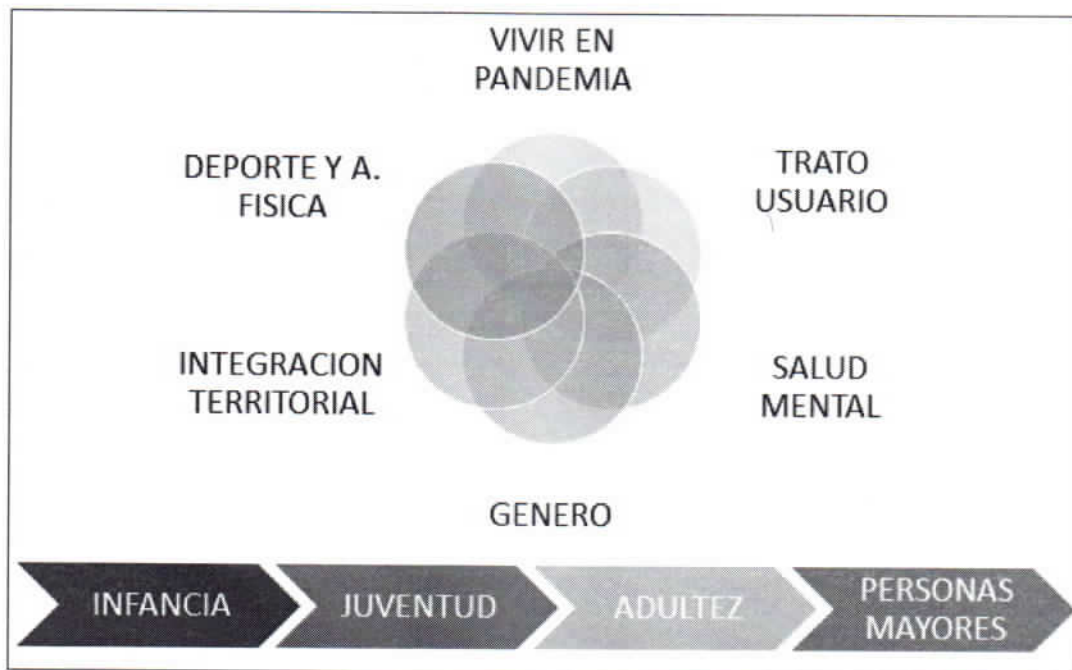 VIVIR EN
PANDEMIA
DEPORTE Y A.
FISICA
TRATO
USUARIO
INTEGRACION
TERRITORIAL
SALUD
MENTAL
GENERO
INFANCIA
JUVENTUD
ADULTEZ
PERSONAS
MAYORES